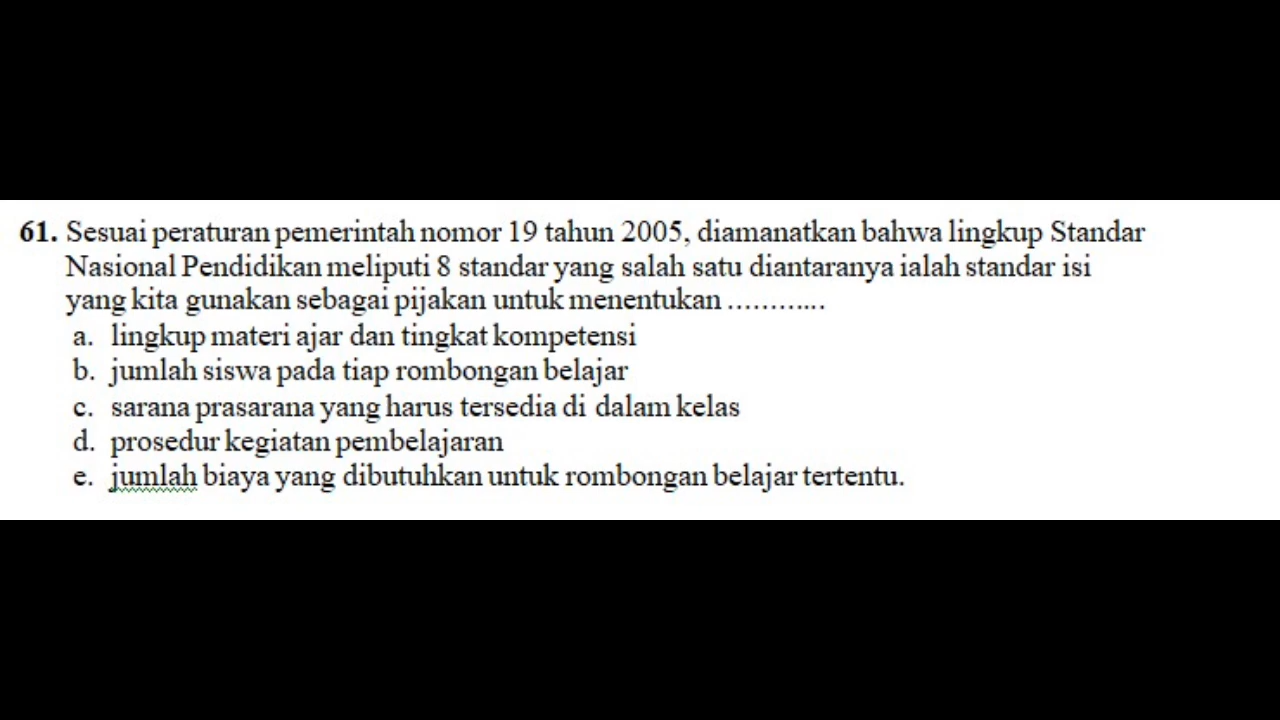 61. Sesuai peraturan pemerintah nomor 19 tahun 2005, diamanatkan bahwa lingkup Standar
Nasional Pendidikan meliputi 8 standar yang salah satu diantaranya ialah standar isi
yang kita gunakan sebagai pijakan untuk menentukan ............
a. lingkup materi ajar dan tingkat kompetensi
b. jumlah siswa pada tiap rombongan belajar
c. sarana prasarana yang harus tersedia di dalam kelas
d. prosedur kegiatan pembelajaran
e. jumlah biaya yang dibutuhkan untuk rombongan belajar tertentu.